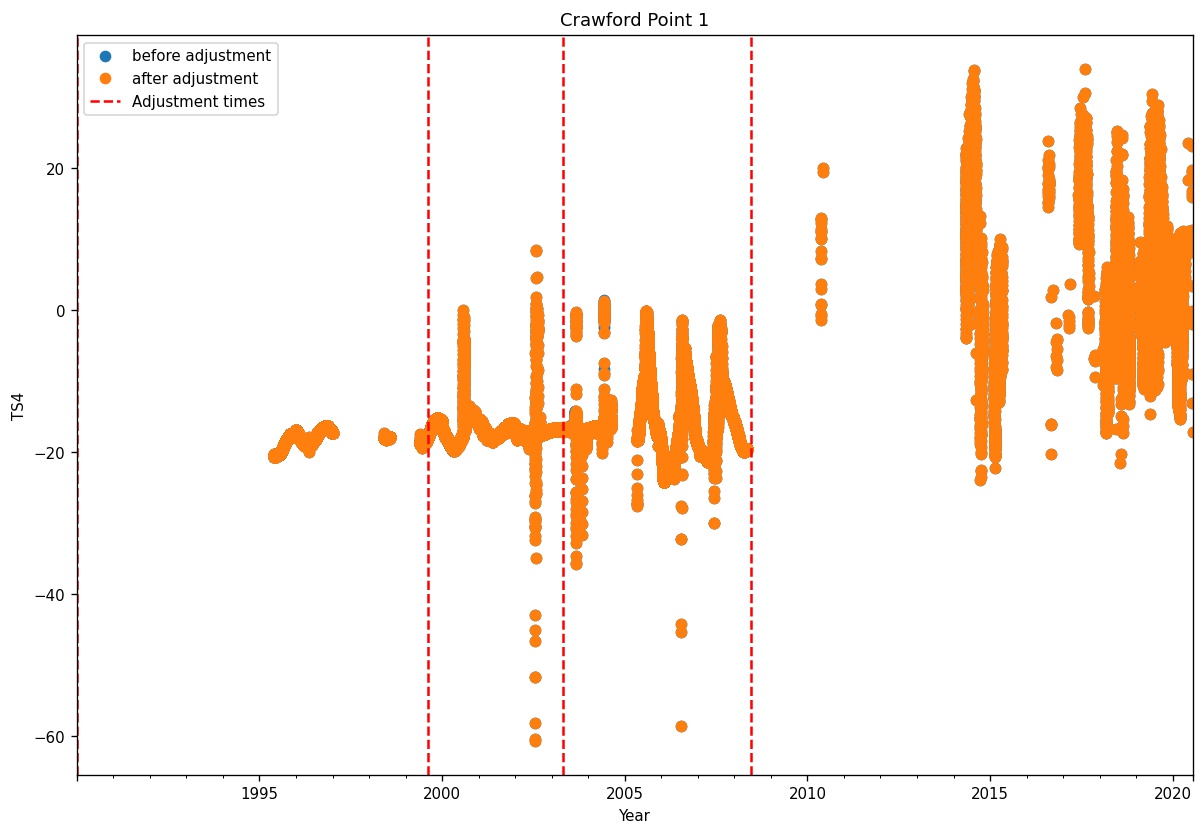 Crawford Point 1
before adjustment
after adjustment
Adjustment times
20
0
−20
−40
−60
TS4
1995
2000
2005
2010
2015
2020
Year